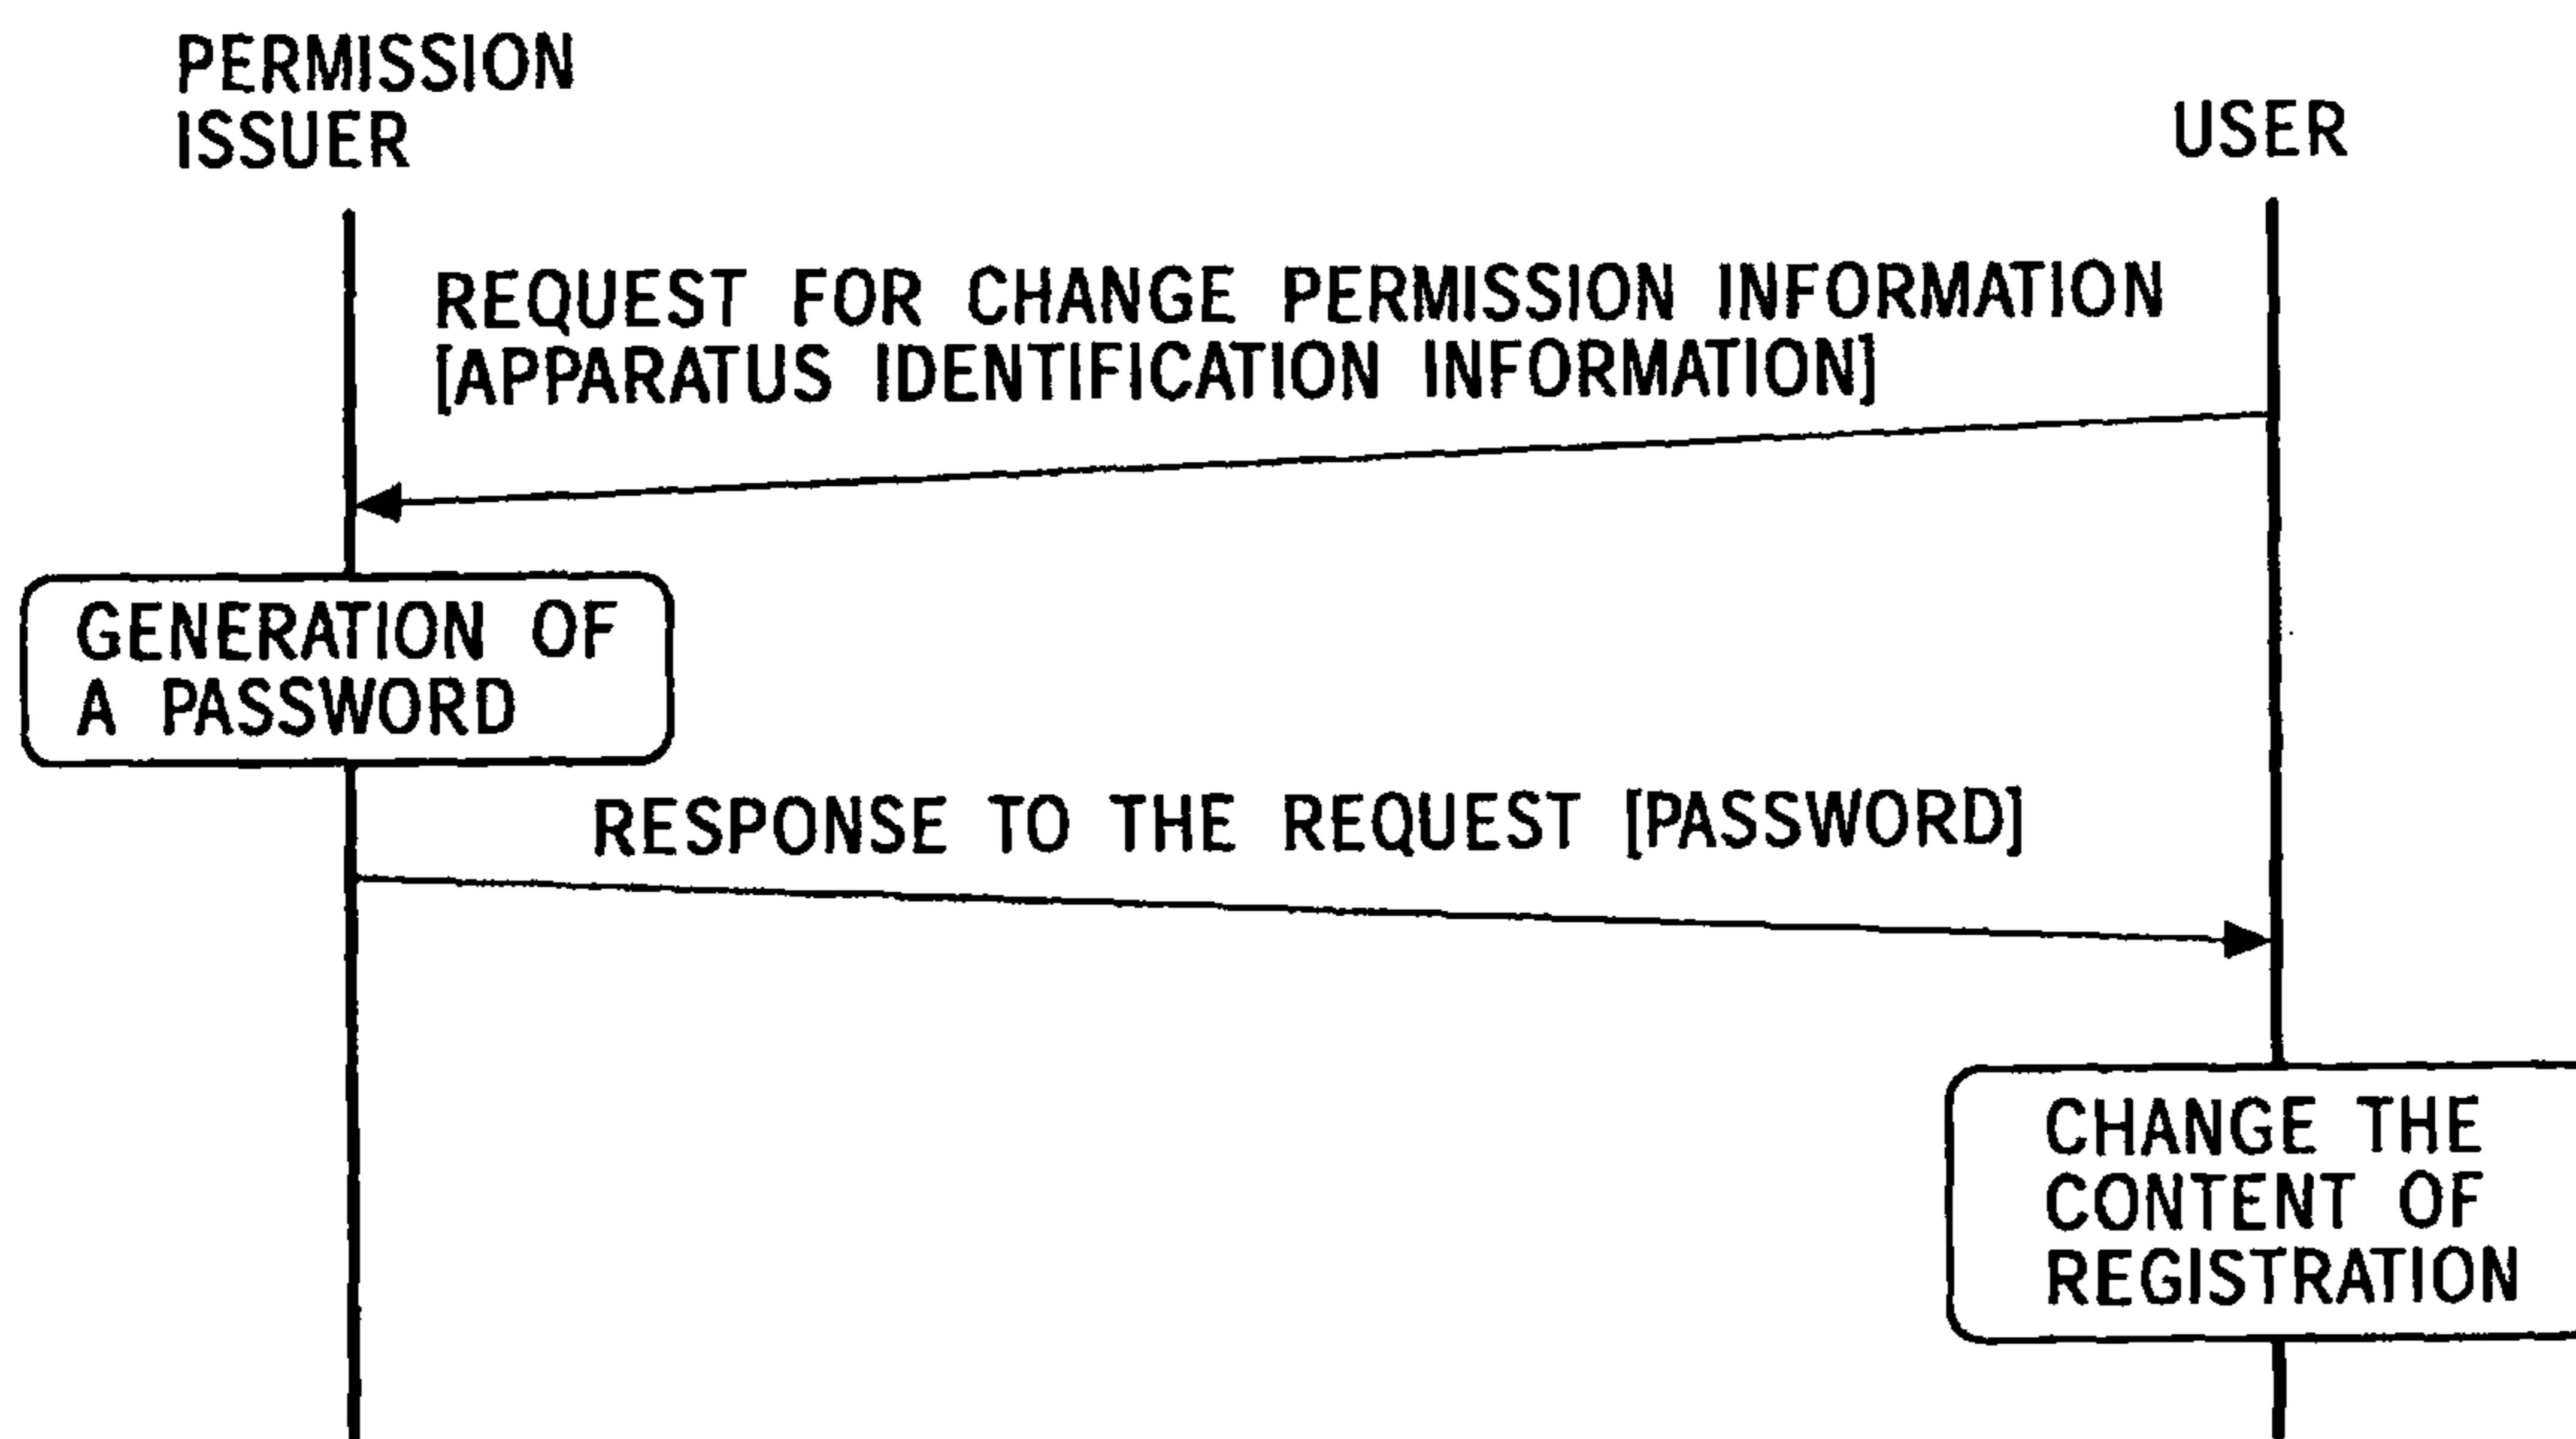 PERMISSION
ISSUER
USER
REQUEST FOR CHANGE PERMISSION INFORMATION
[APPARATUS IDENTIFICATION INFORMATION]
GENERATION OF
A PASSWORD
RESPONSE TO THE REQUEST [PASSWORD]
CHANGE THE
CONTENT OF
REGISTRATION